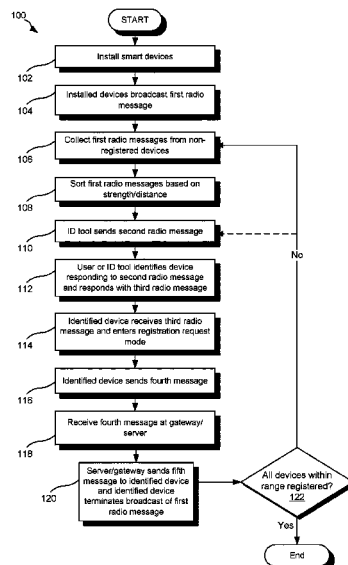 100
START
Install smart devices
102
Installed devices broadcast first radio
message
104
Collect first radio messages from non-
registered devices
106
Sort first radio messages based on
strength/distance
108
ID tool sends second radio message
110
User or ID tool identifies device
responding to second radio message
and responds with third radio message
112
Identified device receives third radio
message and enters registration request
mode
114
Identified device sends fourth message
116
Receive fourth message at gateway/
server
118
Server/gateway sends fifth
message to identified device
and identified device
terminates broadcast of first
radio message
120
All devices within
range registered?
122
No
Yes
End